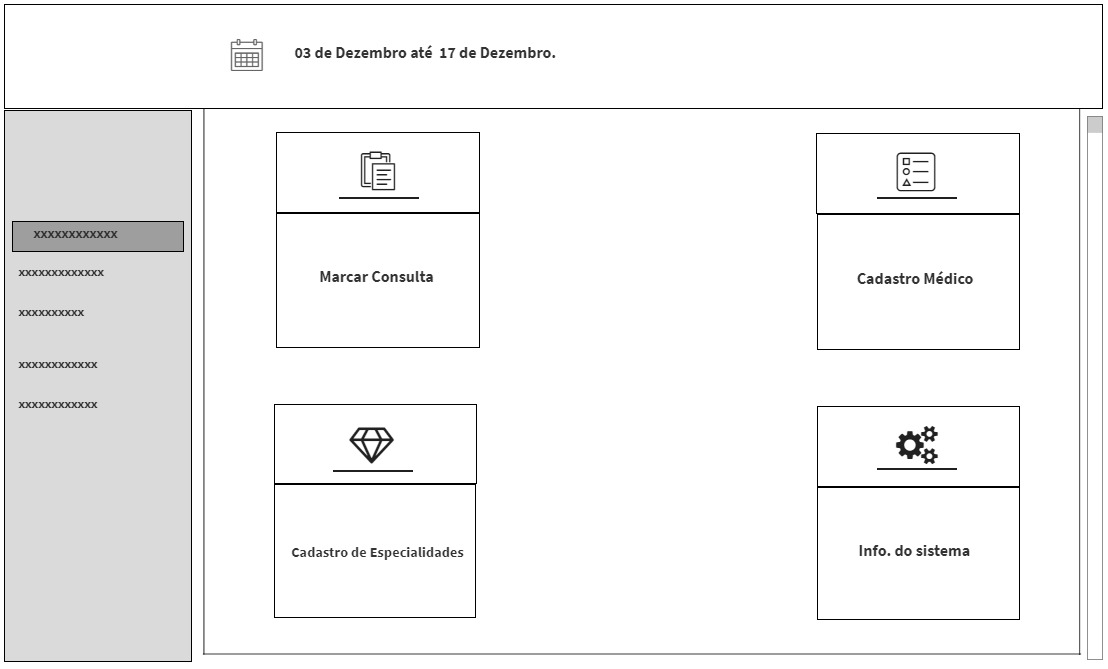 03 de Dezembro até 17 de Dezembro.
xxxxxxxxxxxx
xxxxxxxxxxxxx
xxxxxxxxxx
xxxxxxxxxxxx
xxxxxxxxxxxx
Marcar Consulta
Cadastro Médico
Cadastro de Especialidades
Info. do sistema